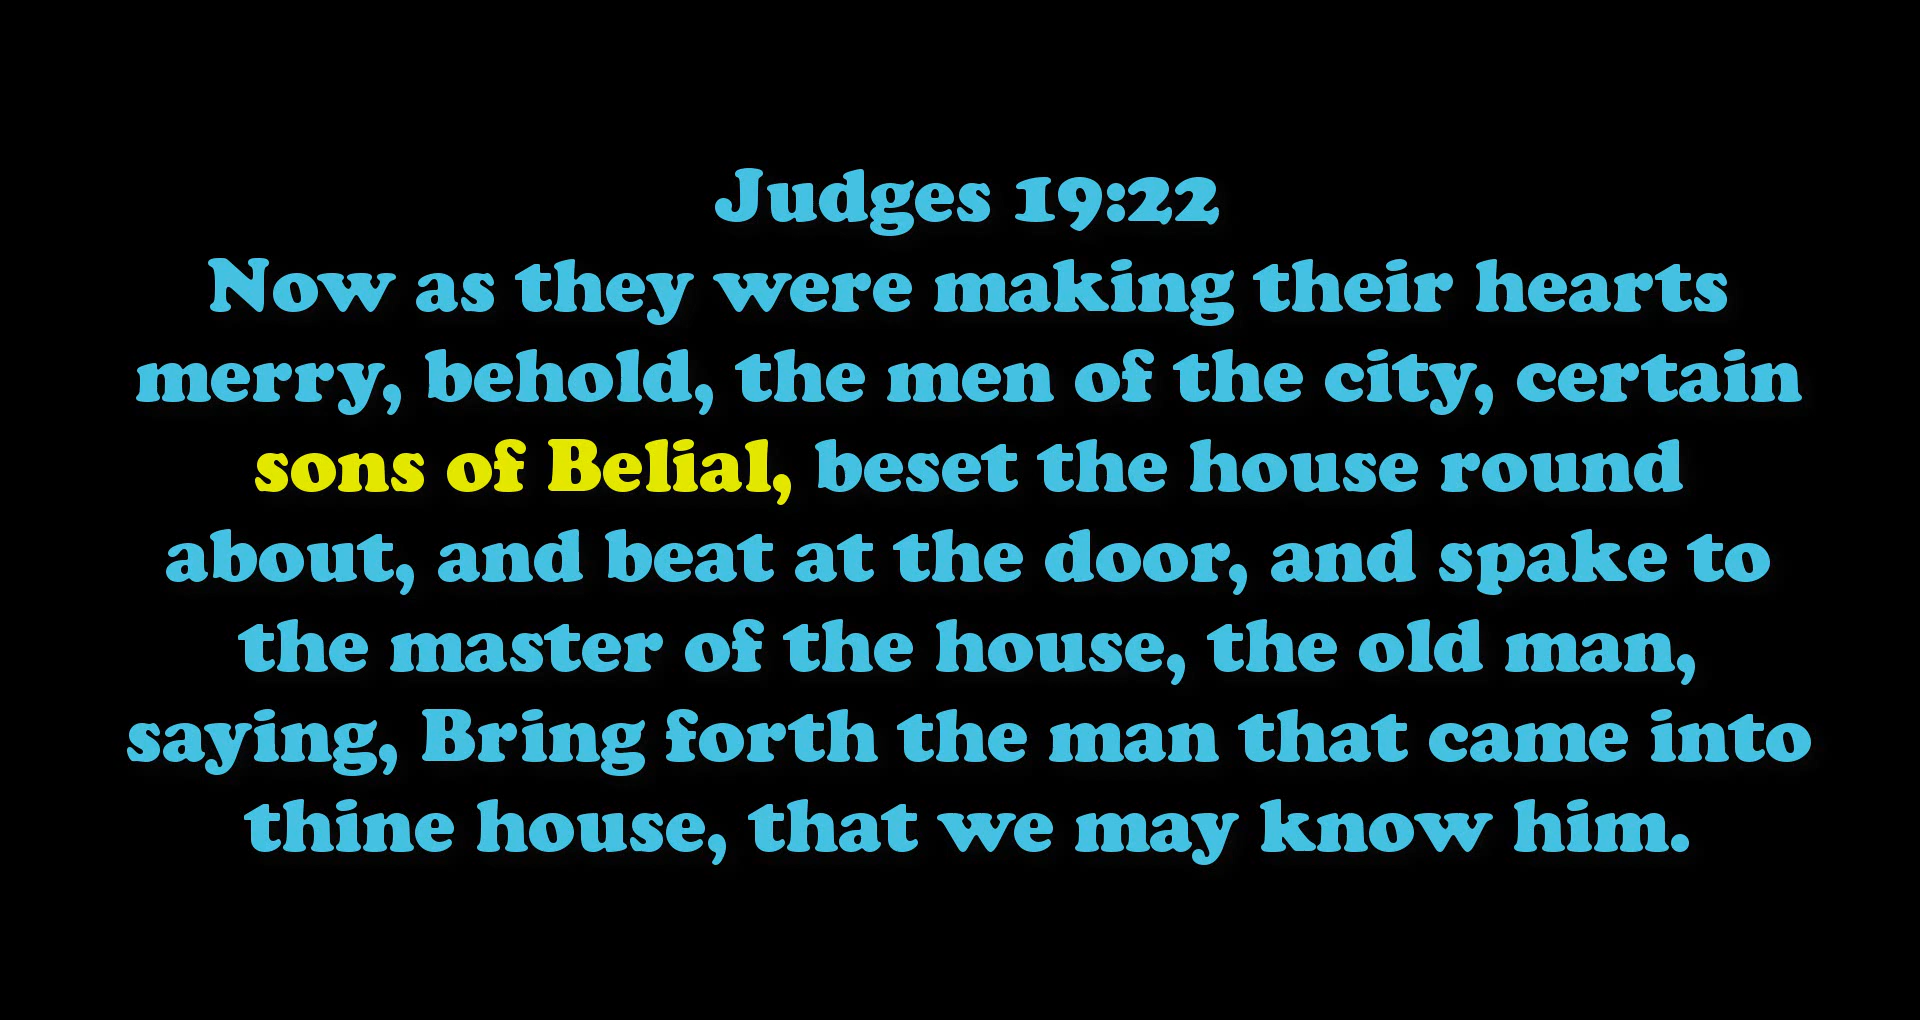 Judges 19:22
Now as they were making their hearts
merry, behold, the men of the city, certain
sons of Belial, beset the house round
about, and beat at the door, and spake to
the master of the house, the old man,
saying, Bring forth the man that came into
thine house, that we may know him.